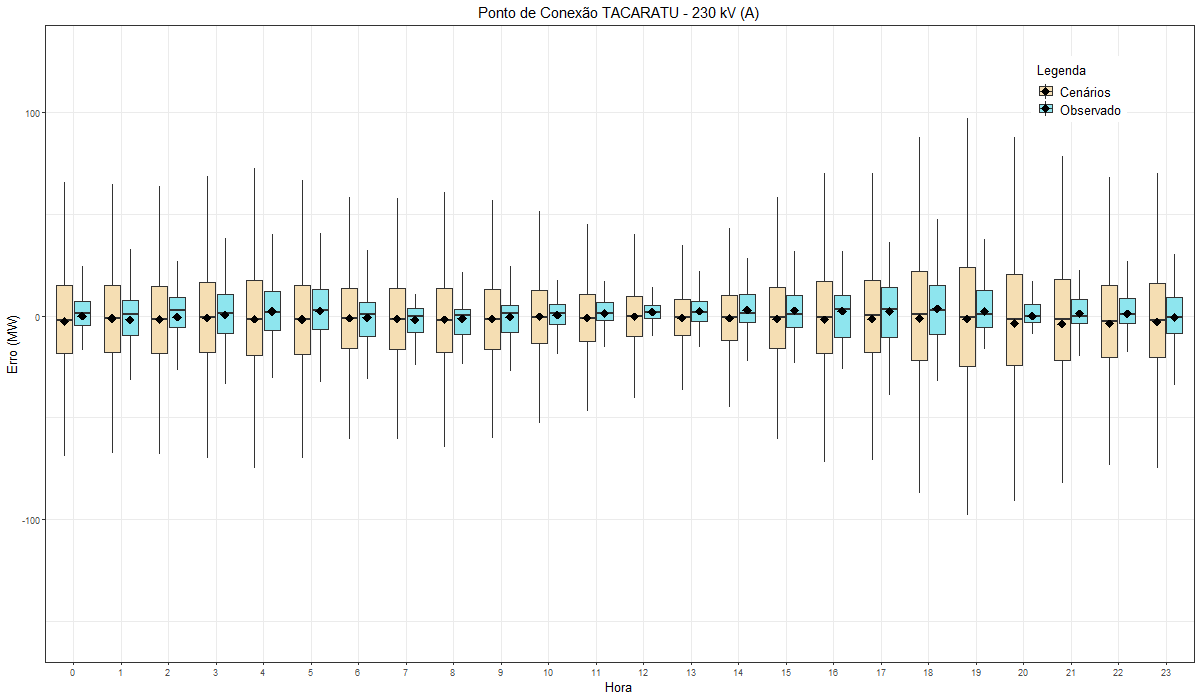 Ponto de Conexão TACARATU - 230 kV (A)
Legenda
Cenários
Observado
Erro (MW)
100
0
-100
0 1 2 3 4 5 6 7 8 9 10 11 12 13 14 15 16 17 18 19 20 21 22 23
Hora